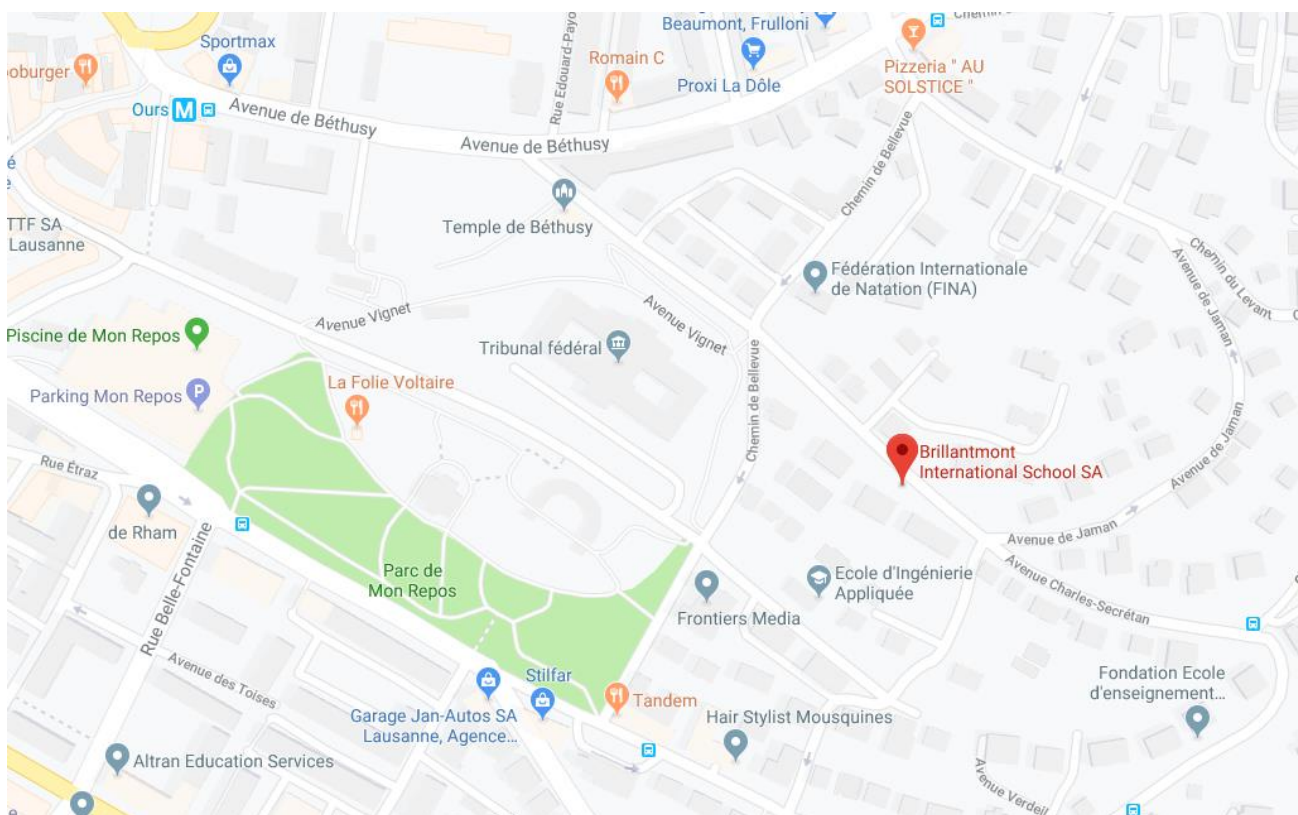 Beaumont, Frulloni
Sportmax
Romain C
Proxi La Dôle
Pizzeria " AU
SOLSTICE "
ooburger
Ours M
Avenue de Béthusy
Rue Edouard-Payo
Avenue de Béthusy
Chemin de Bellevue
é
TTF SA
Lausanne
Temple de Béthusy
Fédération Internationale
de Natation (FINA)
Chemin du Levant
Avenue de Jaman
Avenue Vignet
Avenue Vignet
Piscine de Mon Repos
Tribunal fédéral
Chemin de Bellevue
La Folie Voltaire
Parking Mon Repos P
Avenue de Jaman
Brillantmont
International School SA
Rue Étraz
de Rham
Avenue de Jaman
Rue Belle-Fontaine
Parc de
Mon Repos
Ecole d'Ingénierie
Appliquée
Frontiers Media
Avenue Charles-Secrétan
Avenue des Toises
Stilfar
Tandem
Fondation Ecole
d'enseignement...
Garage Jan-Autos SA
Lausanne, Agence...
Hair Stylist Mousquines
Altran Education Services
Avenue Verdeil